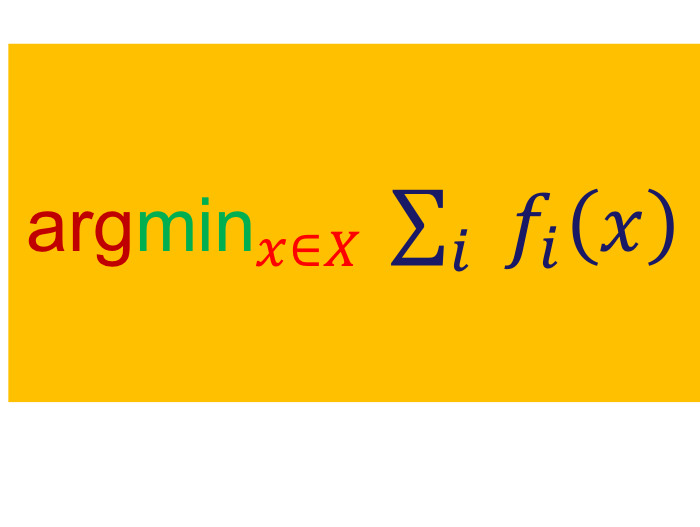 argmin_{x∈X} ∑_i f_i(x)